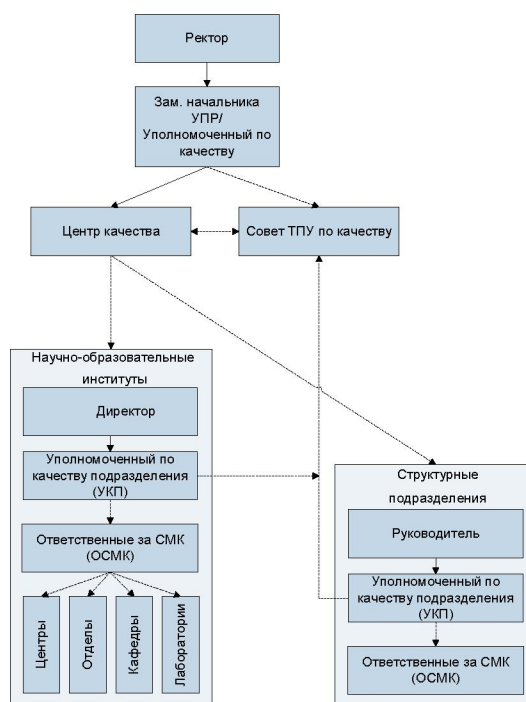 Ректор
Зам. начальника
УПР/
Уполномоченный по
качеству
Центр качества
Совет ТПУ по качеству
Научно-образовательные
институты
Директор
Уполномоченный по
качеству подразделения
(УКП)
Ответственные за СМК
(ОСМК)
Центры
Отделы
Кафедры
Лаборатории
Структурные
подразделения
Руководитель
Уполномоченный по
качеству подразделения
(УКП)
Ответственные за СМК
(ОСМК)